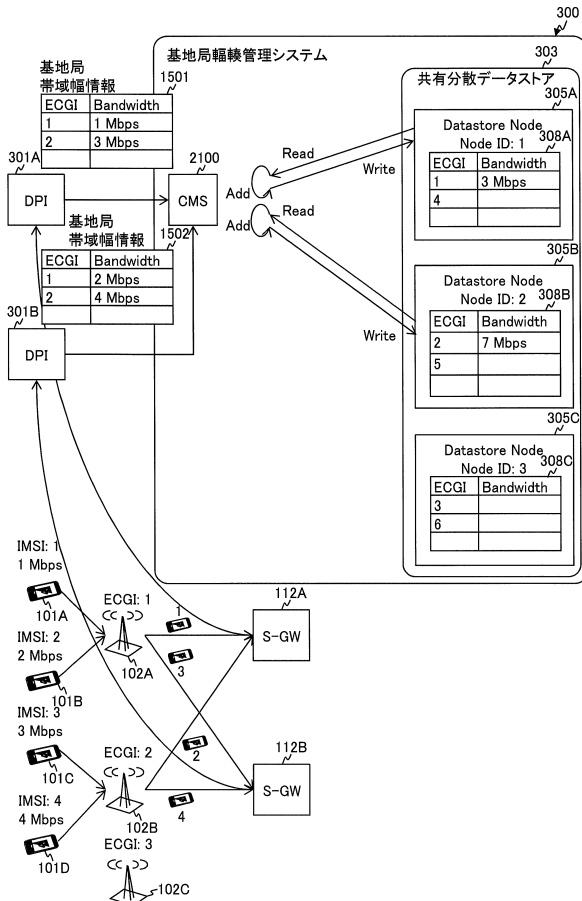 300
基地局輻輳管理システム
303
共有分散データストア
基地局
帯域幅情報
1501
ECGI Bandwidth
1 1 Mbps
2 3 Mbps
301A
DPI
2100
CMS
Read
Write
Add
305A
Datastore Node
Node ID: 1
308A
ECGI Bandwidth
1 3 Mbps
4
基地局
帯域幅情報
1502
ECGI Bandwidth
1 2 Mbps
2 4 Mbps
301B
DPI
Add
Read
Write
305B
Datastore Node
Node ID: 2
308B
ECGI Bandwidth
2 7 Mbps
5
305C
Datastore Node
Node ID: 3
308C
ECGI Bandwidth
3
6
IMSI: 1
1 Mbps
101A
IMSI: 2
2 Mbps
101B
IMSI: 3
3 Mbps
101C
IMSI: 4
4 Mbps
101D
ECGI: 1
102A
ECGI: 2
102B
ECGI: 3
102C
1
3
2
4
112A
S-GW
112B
S-GW